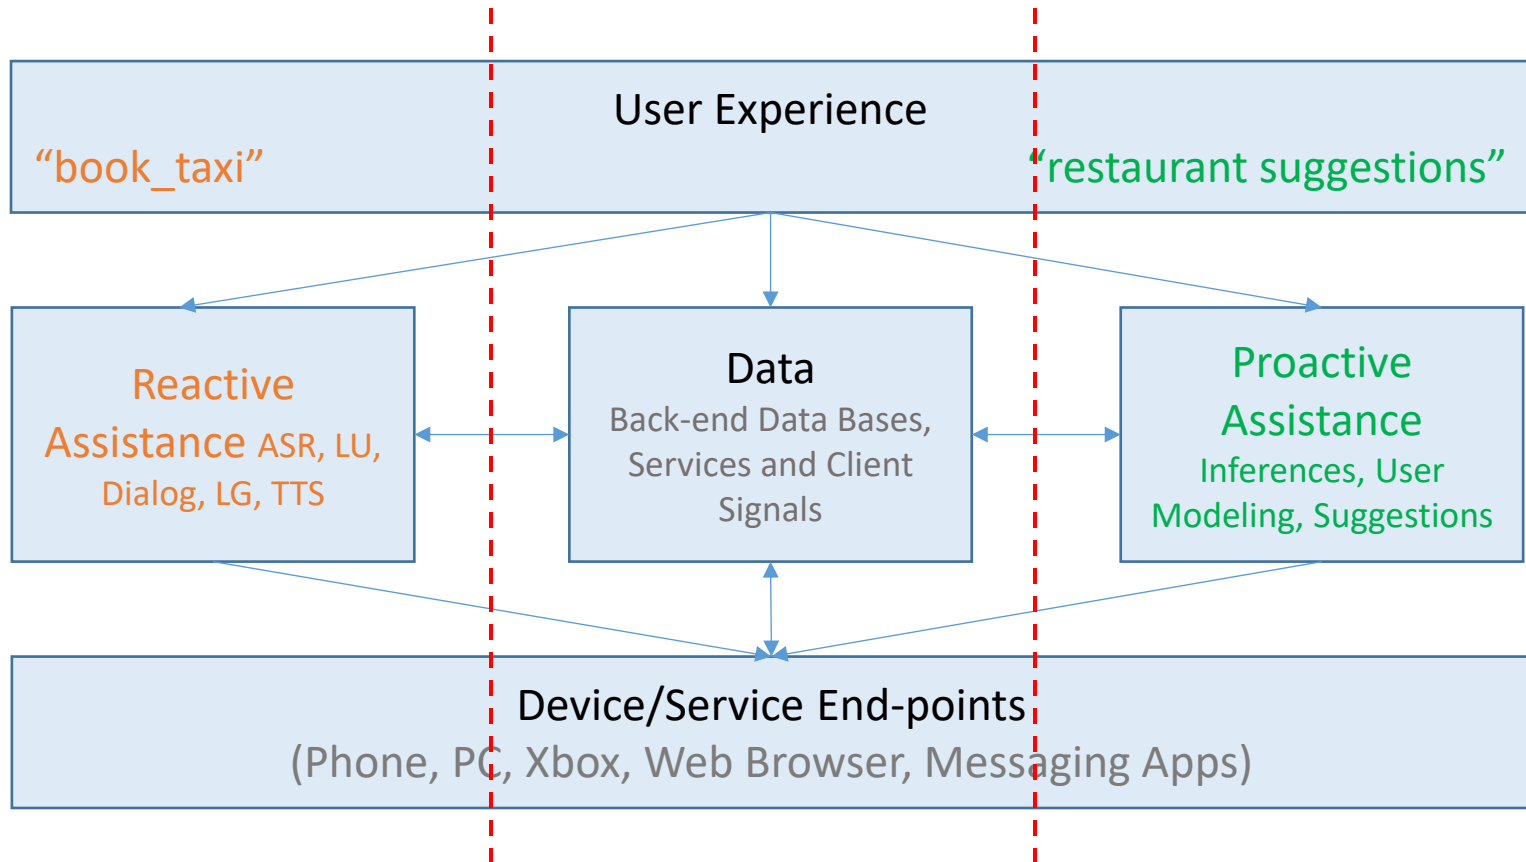 User Experience
“book_taxi”
“restaurant suggestions”
Reactive
Assistance ASR, LU,
Dialog, LG, TTS
Data
Back-end Data Bases,
Services and Client
Signals
Proactive
Assistance
Inferences, User
Modeling, Suggestions
Device/Service End-points
(Phone, PC, Xbox, Web Browser, Messaging Apps)